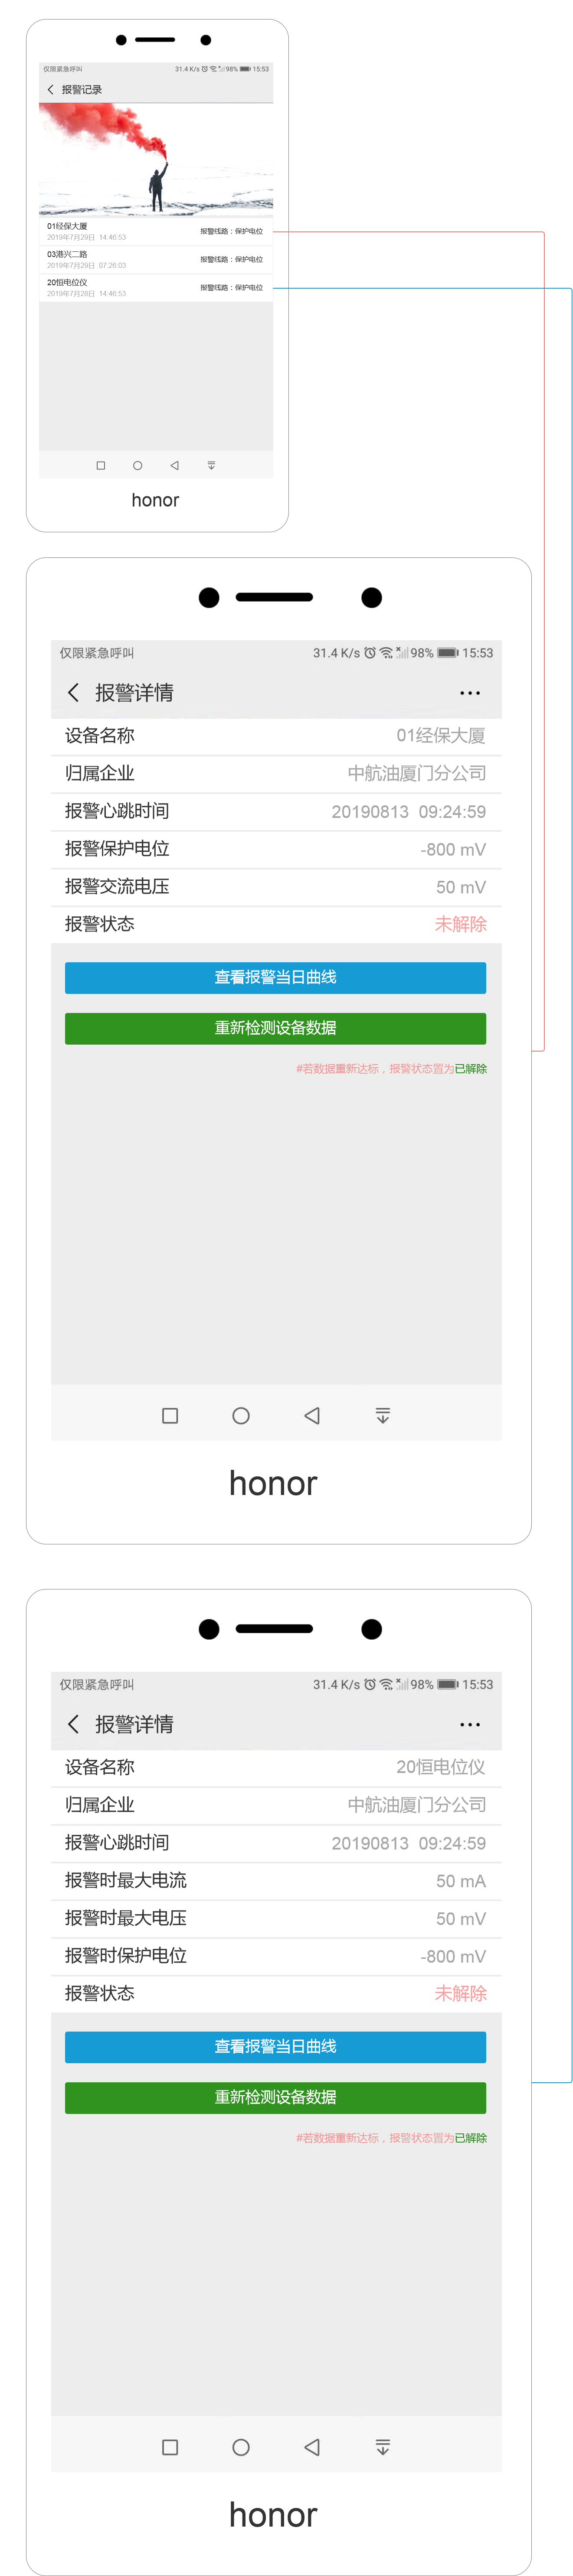 仅限紧急呼叫 31.4 K/s 98% 15:53
报警记录
01经保大厦
2019年7月29日 14:46:53
报警线路：保护电位
03港兴二路
2019年7月29日 07:26:03
报警线路：保护电位
20恒电位仪
2019年7月28日 14:46:53
报警线路：保护电位
honor
仅限紧急呼叫 31.4 K/s 98% 15:53
报警详情
设备名称 01经保大厦
归属企业 中航油厦门分公司
报警心跳时间 20190813 09:24:59
报警保护电位 -800 mV
报警交流电压 50 mV
报警状态 未解除
查看报警当日曲线
重新检测设备数据
#若数据重新达标，报警状态置为已解除
honor
仅限紧急呼叫 31.4 K/s 98% 15:53
报警详情
设备名称 20恒电位仪
归属企业 中航油厦门分公司
报警心跳时间 20190813 09:24:59
报警时最大电流 50 mA
报警时最大电压 50 mV
报警时保护电位 -800 mV
报警状态 未解除
查看报警当日曲线
重新检测设备数据
#若数据重新达标，报警状态置为已解除
honor